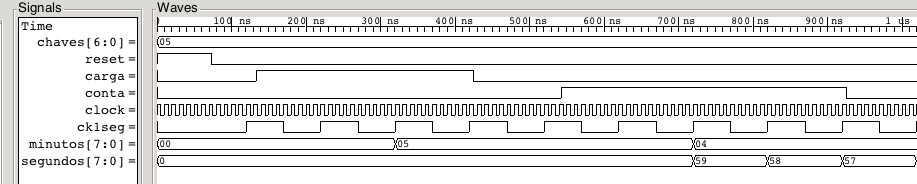 Signals
Waves
Time
100 ns 200 ns 300 ns 400 ns 500 ns 600 ns 700 ns 800 ns 900 ns 1 us
chaves[6:0] = 05
reset =
carga =
conta =
clock =
ck1seg =
minutos[7:0] = 00 05 04
segundos[7:0] = 0 59 58 57